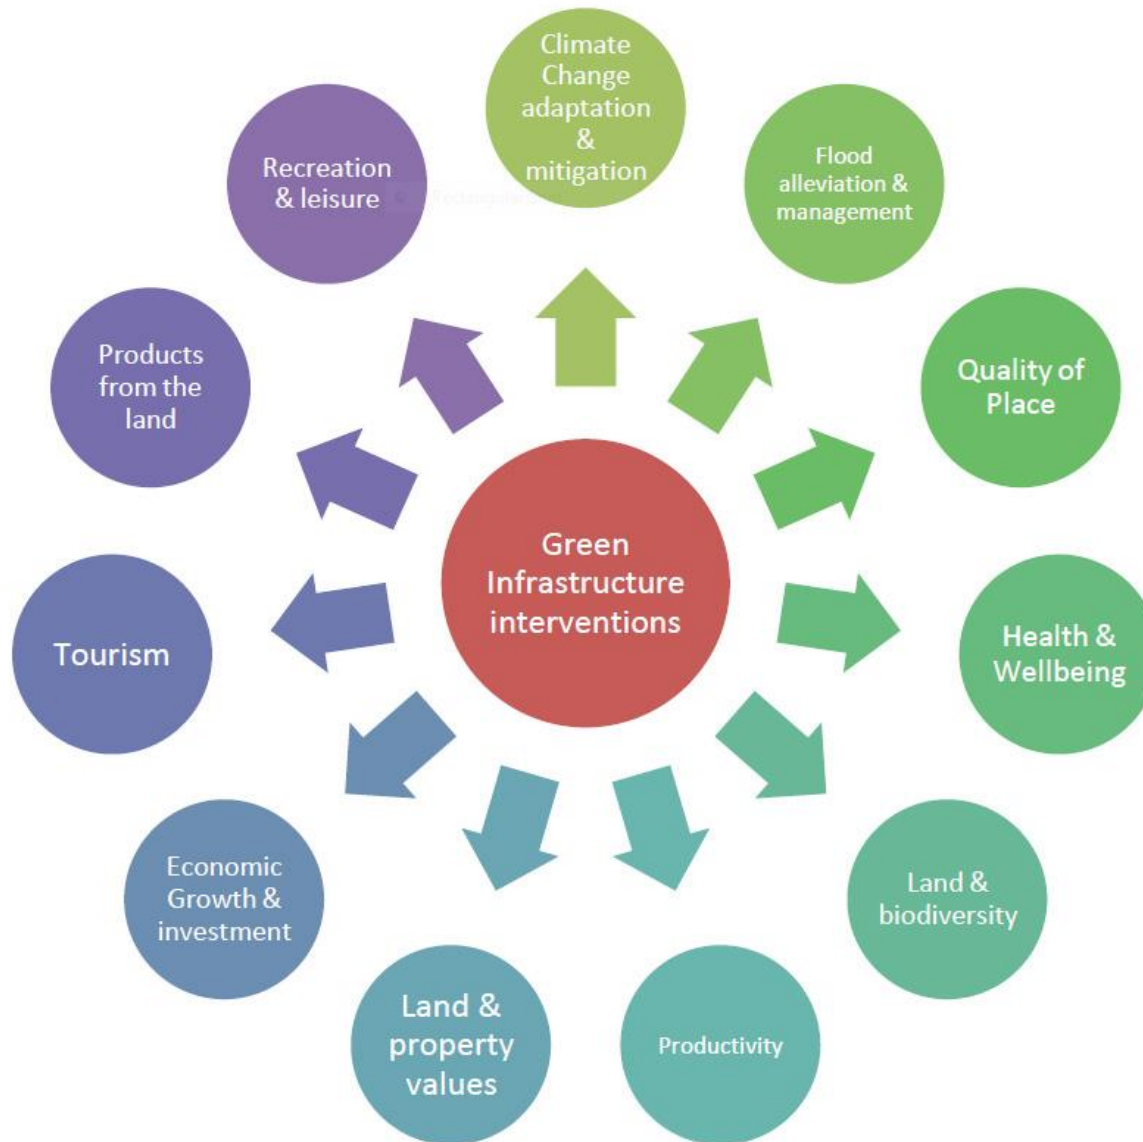 Climate
Change
adaptation
&
mitigation
Flood
alleviation &
management
Quality of
Place
Health &
Wellbeing
Land &
biodiversity
Productivity
Land &
property
values
Economic
Growth &
investment
Tourism
Products
from the
land
Recreation
& leisure
Green
Infrastructure
interventions